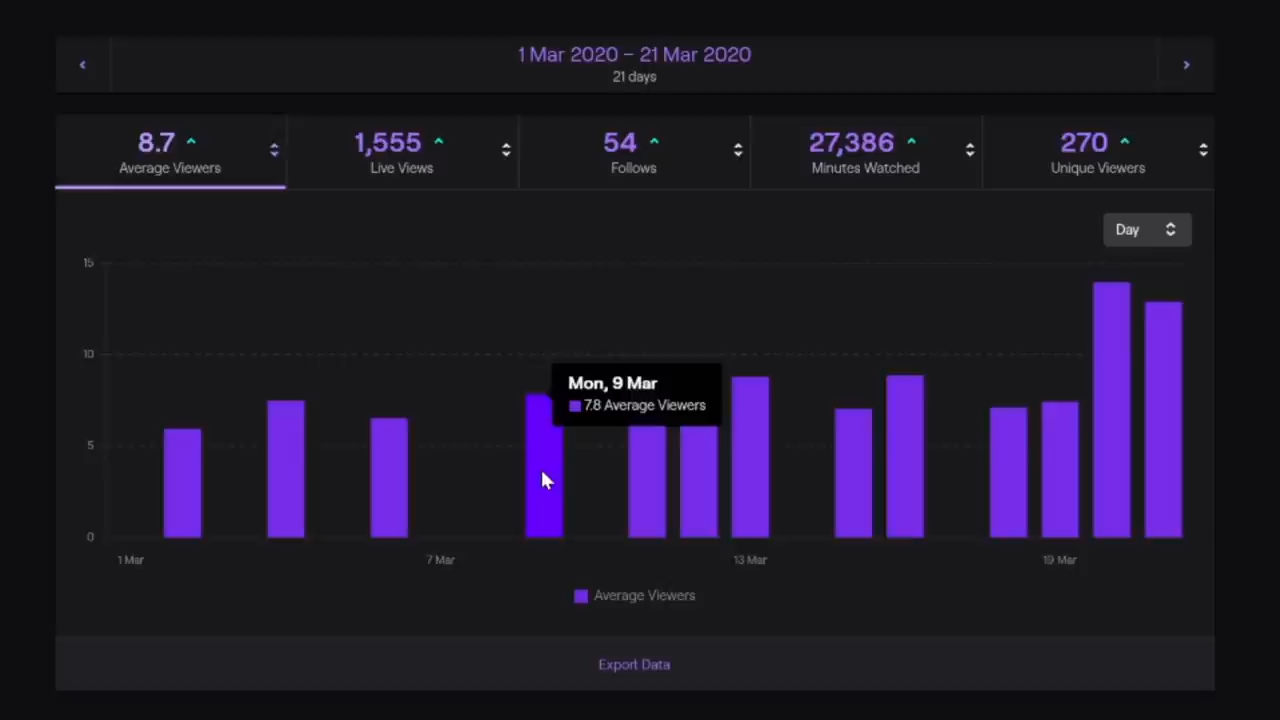 1 Mar 2020 – 21 Mar 2020
21 days
8.7
Average Viewers
1,555
Live Views
54
Follows
27,386
Minutes Watched
270
Unique Viewers
Day
15
10
5
0
Mon, 9 Mar
7.8 Average Viewers
1 Mar
7 Mar
13 Mar
19 Mar
Average Viewers
Export Data